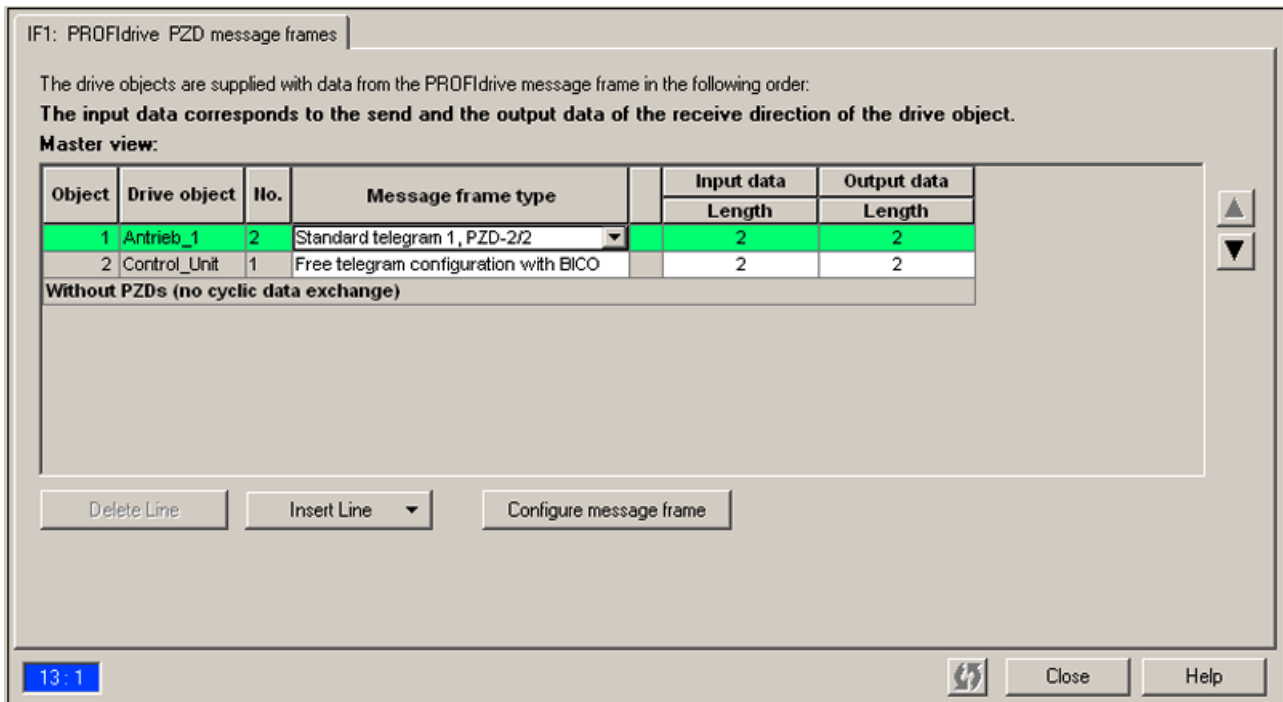 IF1: PROFIdrive PZD message frames
The drive objects are supplied with data from the PROFIdrive message frame in the following order:
The input data corresponds to the send and the output data of the receive direction of the drive object.
Master view:
Object Drive object No. Message frame type Input data Output data
Length Length
1 Antrieb_1 2 Standard telegram 1, PZD-2/2 2 2
2 Control_Unit 1 Free telegram configuration with BICO 2 2
Without PZDs (no cyclic data exchange)
Delete Line Insert Line Configure message frame
13 : 1 Close Help